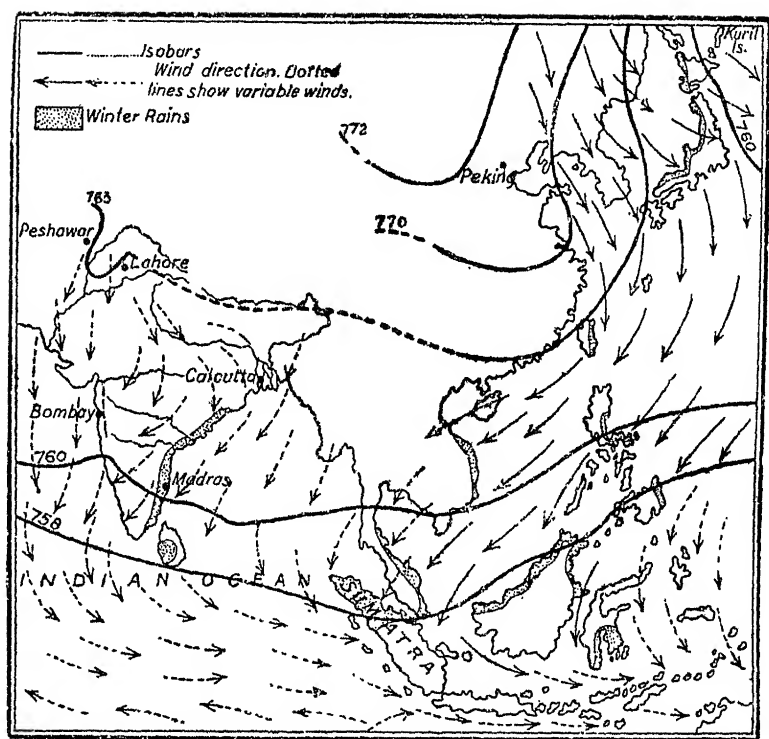 Isobars
Wind direction. Dotted
lines show variable winds.
Winter Rains
Kuril
Is.
772
760
Peking
763
Peshawar
770
Lahore
Calcutta
Bombay
760
Madras
758
INDIAN OCEAN
SUMATRA